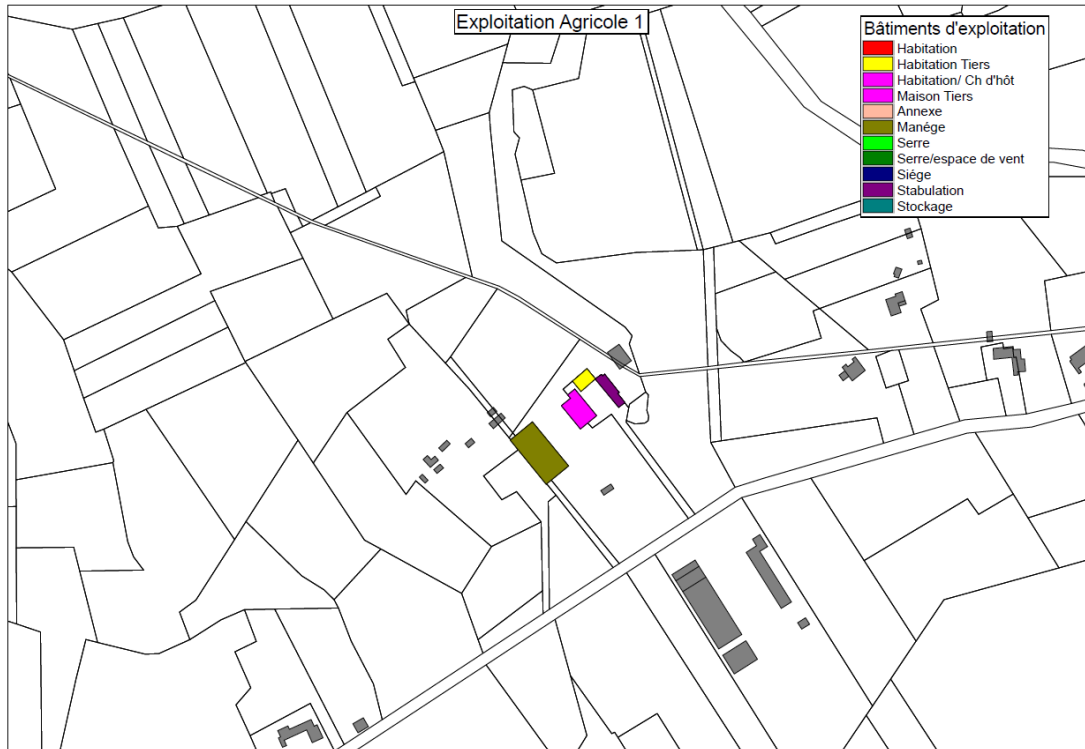 Exploitation Agricole 1
Bâtiments d'exploitation
Habitation
Habitation Tiers
Habitation/ Ch d'hôt
Maison Tiers
Annexe
Manége
Serre
Serre/espace de vent
Siége
Stabulation
Stockage